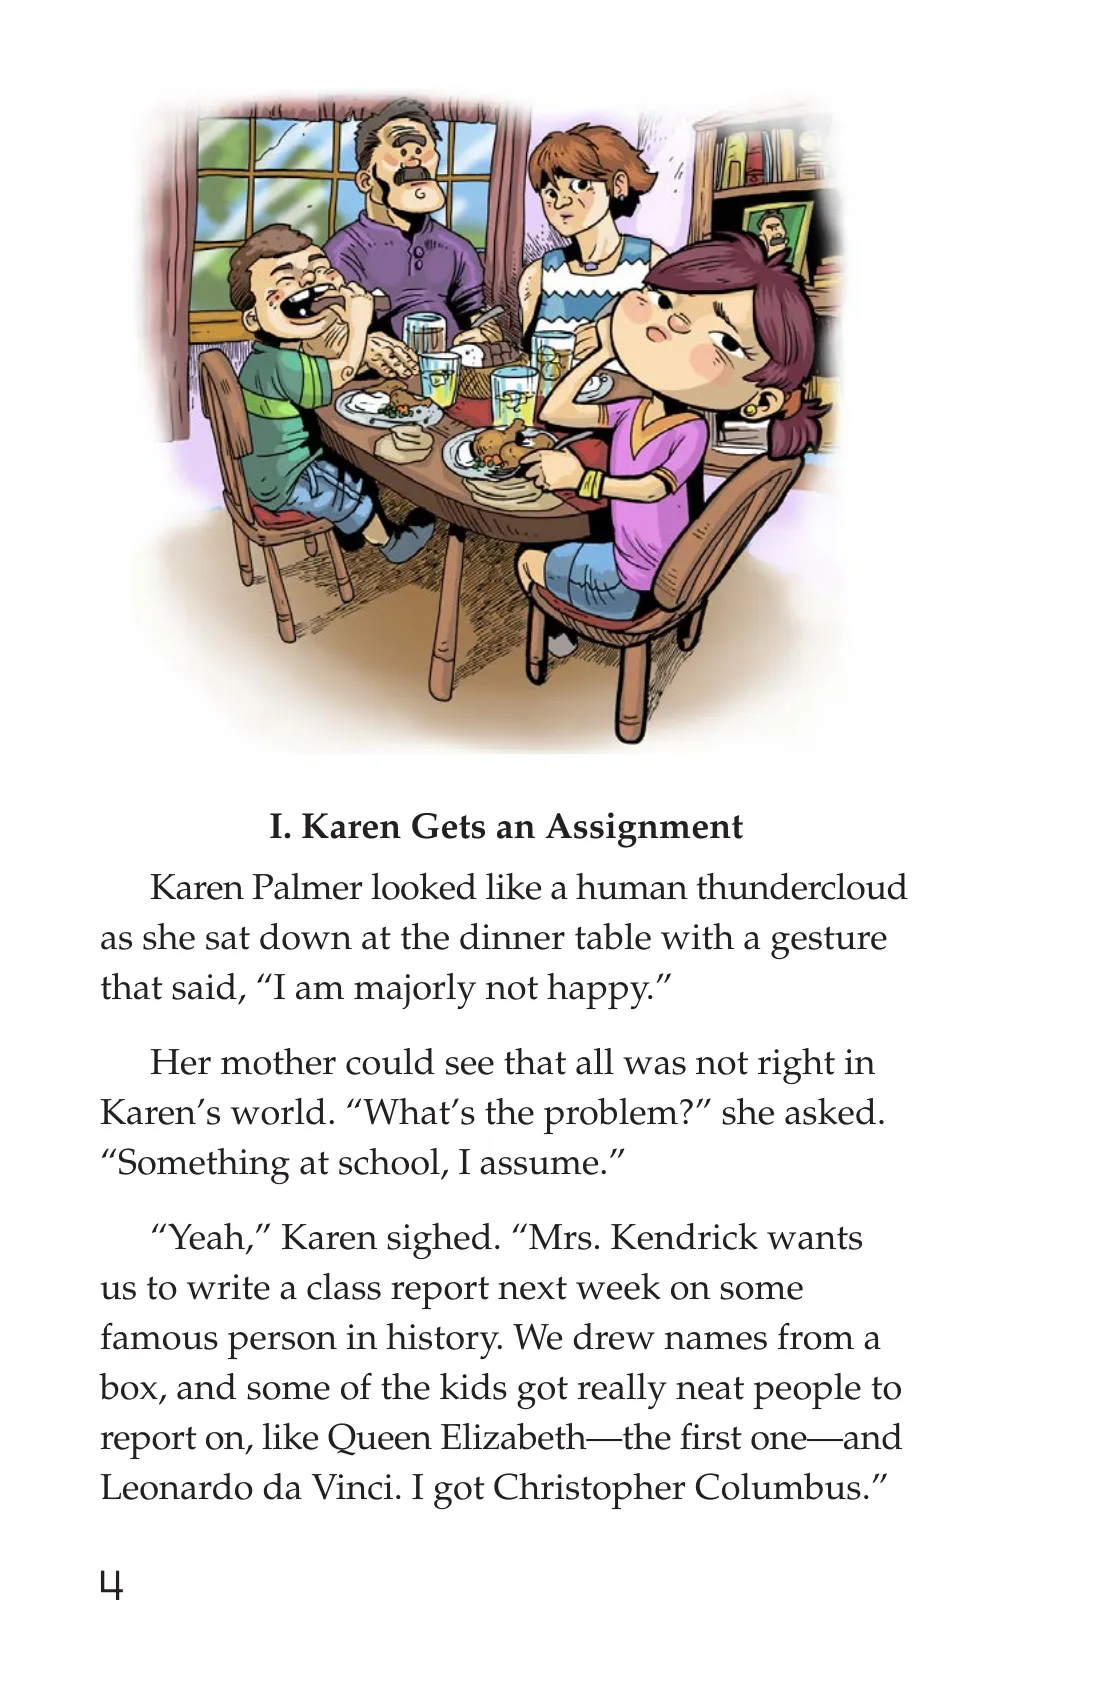 I. Karen Gets an Assignment
Karen Palmer looked like a human thundercloud
as she sat down at the dinner table with a gesture
that said, “I am majorly not happy.”
Her mother could see that all was not right in
Karen’s world. “What’s the problem?” she asked.
“Something at school, I assume.”
“Yeah,” Karen sighed. “Mrs. Kendrick wants
us to write a class report next week on some
famous person in history. We drew names from a
box, and some of the kids got really neat people to
report on, like Queen Elizabeth—the first one—and
Leonardo da Vinci. I got Christopher Columbus.”
4